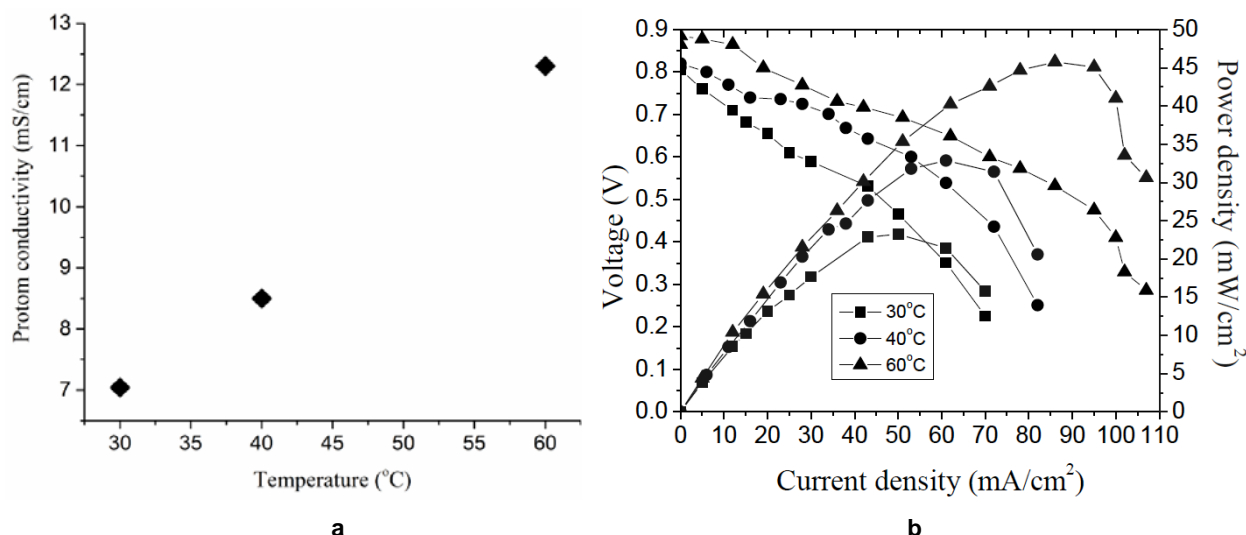 13
12
11
10
9
8
7
30 35 40 45 50 55 60
Protom conductivity (mS/cm)
Temperature (°C)
a
0.9
0.8
0.7
0.6
0.5
0.4
0.3
0.2
0.1
0.0
Voltage (V)
0 10 20 30 40 50 60 70 80 90 100 110
Current density (mA/cm²)
50
45
40
35
30
25
20
15
10
5
0
Power density (mW/cm²)
30°C
40°C
60°C
b